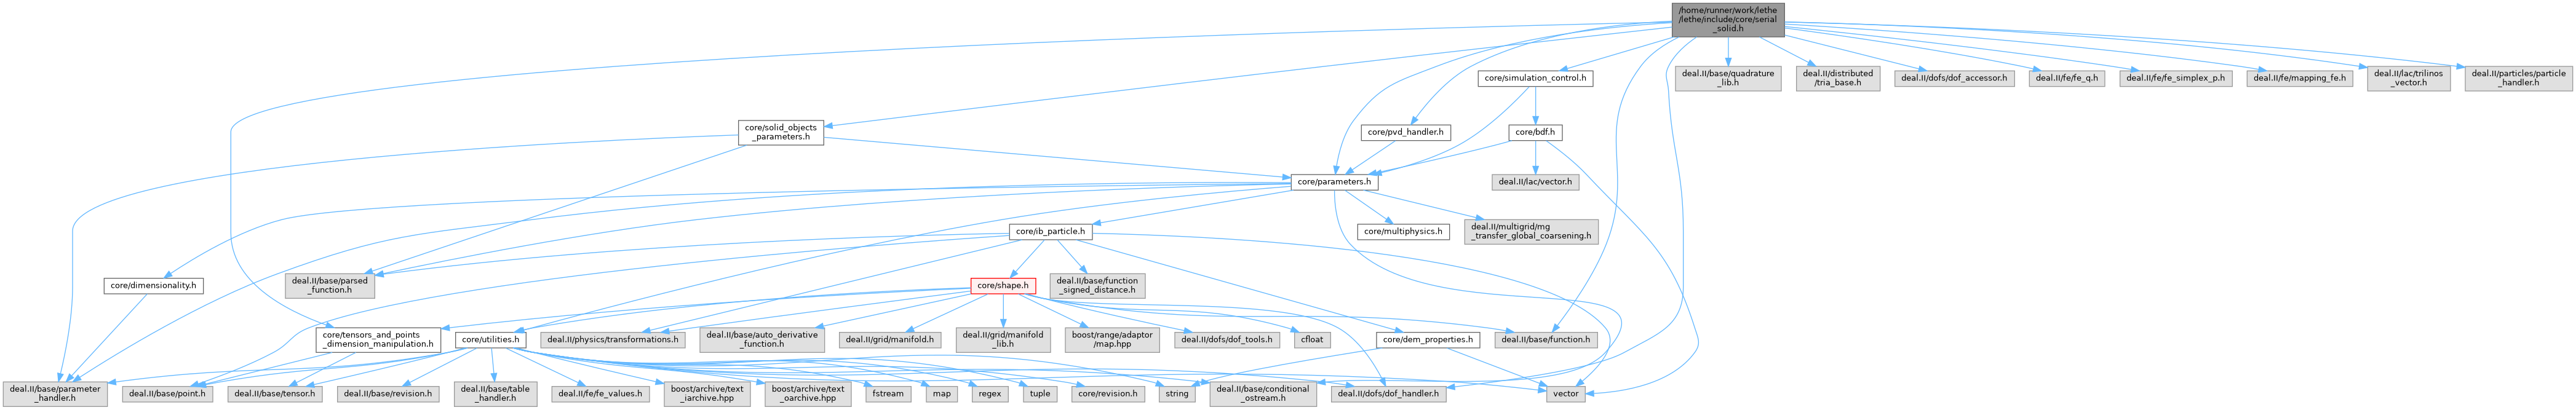 /home/runner/work/lethe
/lethe/include/core/serial
_solid.h
core/simulation_control.h
deal.II/base/quadrature
_lib.h
deal.II/distributed
/tria_base.h
deal.II/dofs/dof_accessor.h
deal.II/fe/fe_q.h
deal.II/fe/fe_simplex_p.h
deal.II/fe/mapping_fe.h
deal.II/lac/trilinos
_vector.h
deal.II/particles/particle
_handler.h
core/solid_objects
_parameters.h
core/pvd_handler.h
core/bdf.h
core/parameters.h
deal.II/lac/vector.h
core/ib_particle.h
core/multiphysics.h
deal.II/multigrid/mg
_transfer_global_coarsening.h
core/dimensionality.h
deal.II/base/parsed
_function.h
core/shape.h
deal.II/base/function
_signed_distance.h
core/tensors_and_points
_dimension_manipulation.h
core/utilities.h
deal.II/physics/transformations.h
deal.II/base/auto_derivative
_function.h
deal.II/grid/manifold.h
deal.II/grid/manifold
_lib.h
boost/range/adaptor
/map.hpp
deal.II/dofs/dof_tools.h
cfloat
core/dem_properties.h
deal.II/base/function.h
deal.II/base/parameter
_handler.h
deal.II/base/point.h
deal.II/base/tensor.h
deal.II/base/revision.h
deal.II/base/table
_handler.h
deal.II/fe/fe_values.h
boost/archive/text
_iarchive.hpp
boost/archive/text
_oarchive.hpp
fstream
map
regex
tuple
core/revision.h
string
deal.II/base/conditional
_ostream.h
deal.II/dofs/dof_handler.h
vector